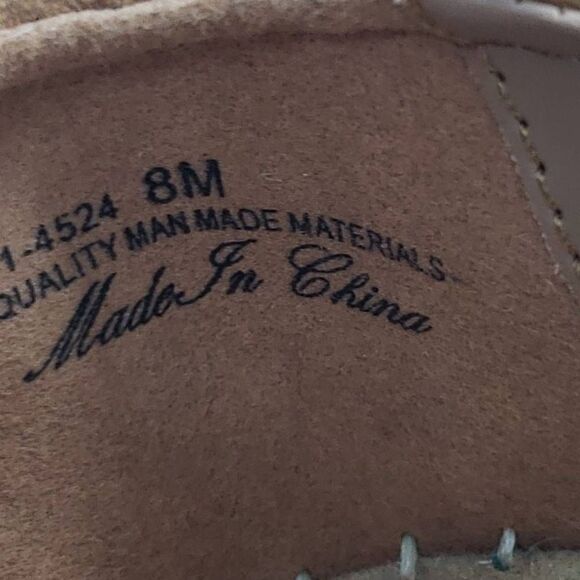 1-4524 8M
QUALITY MAN MADE MATERIALS
Made In China